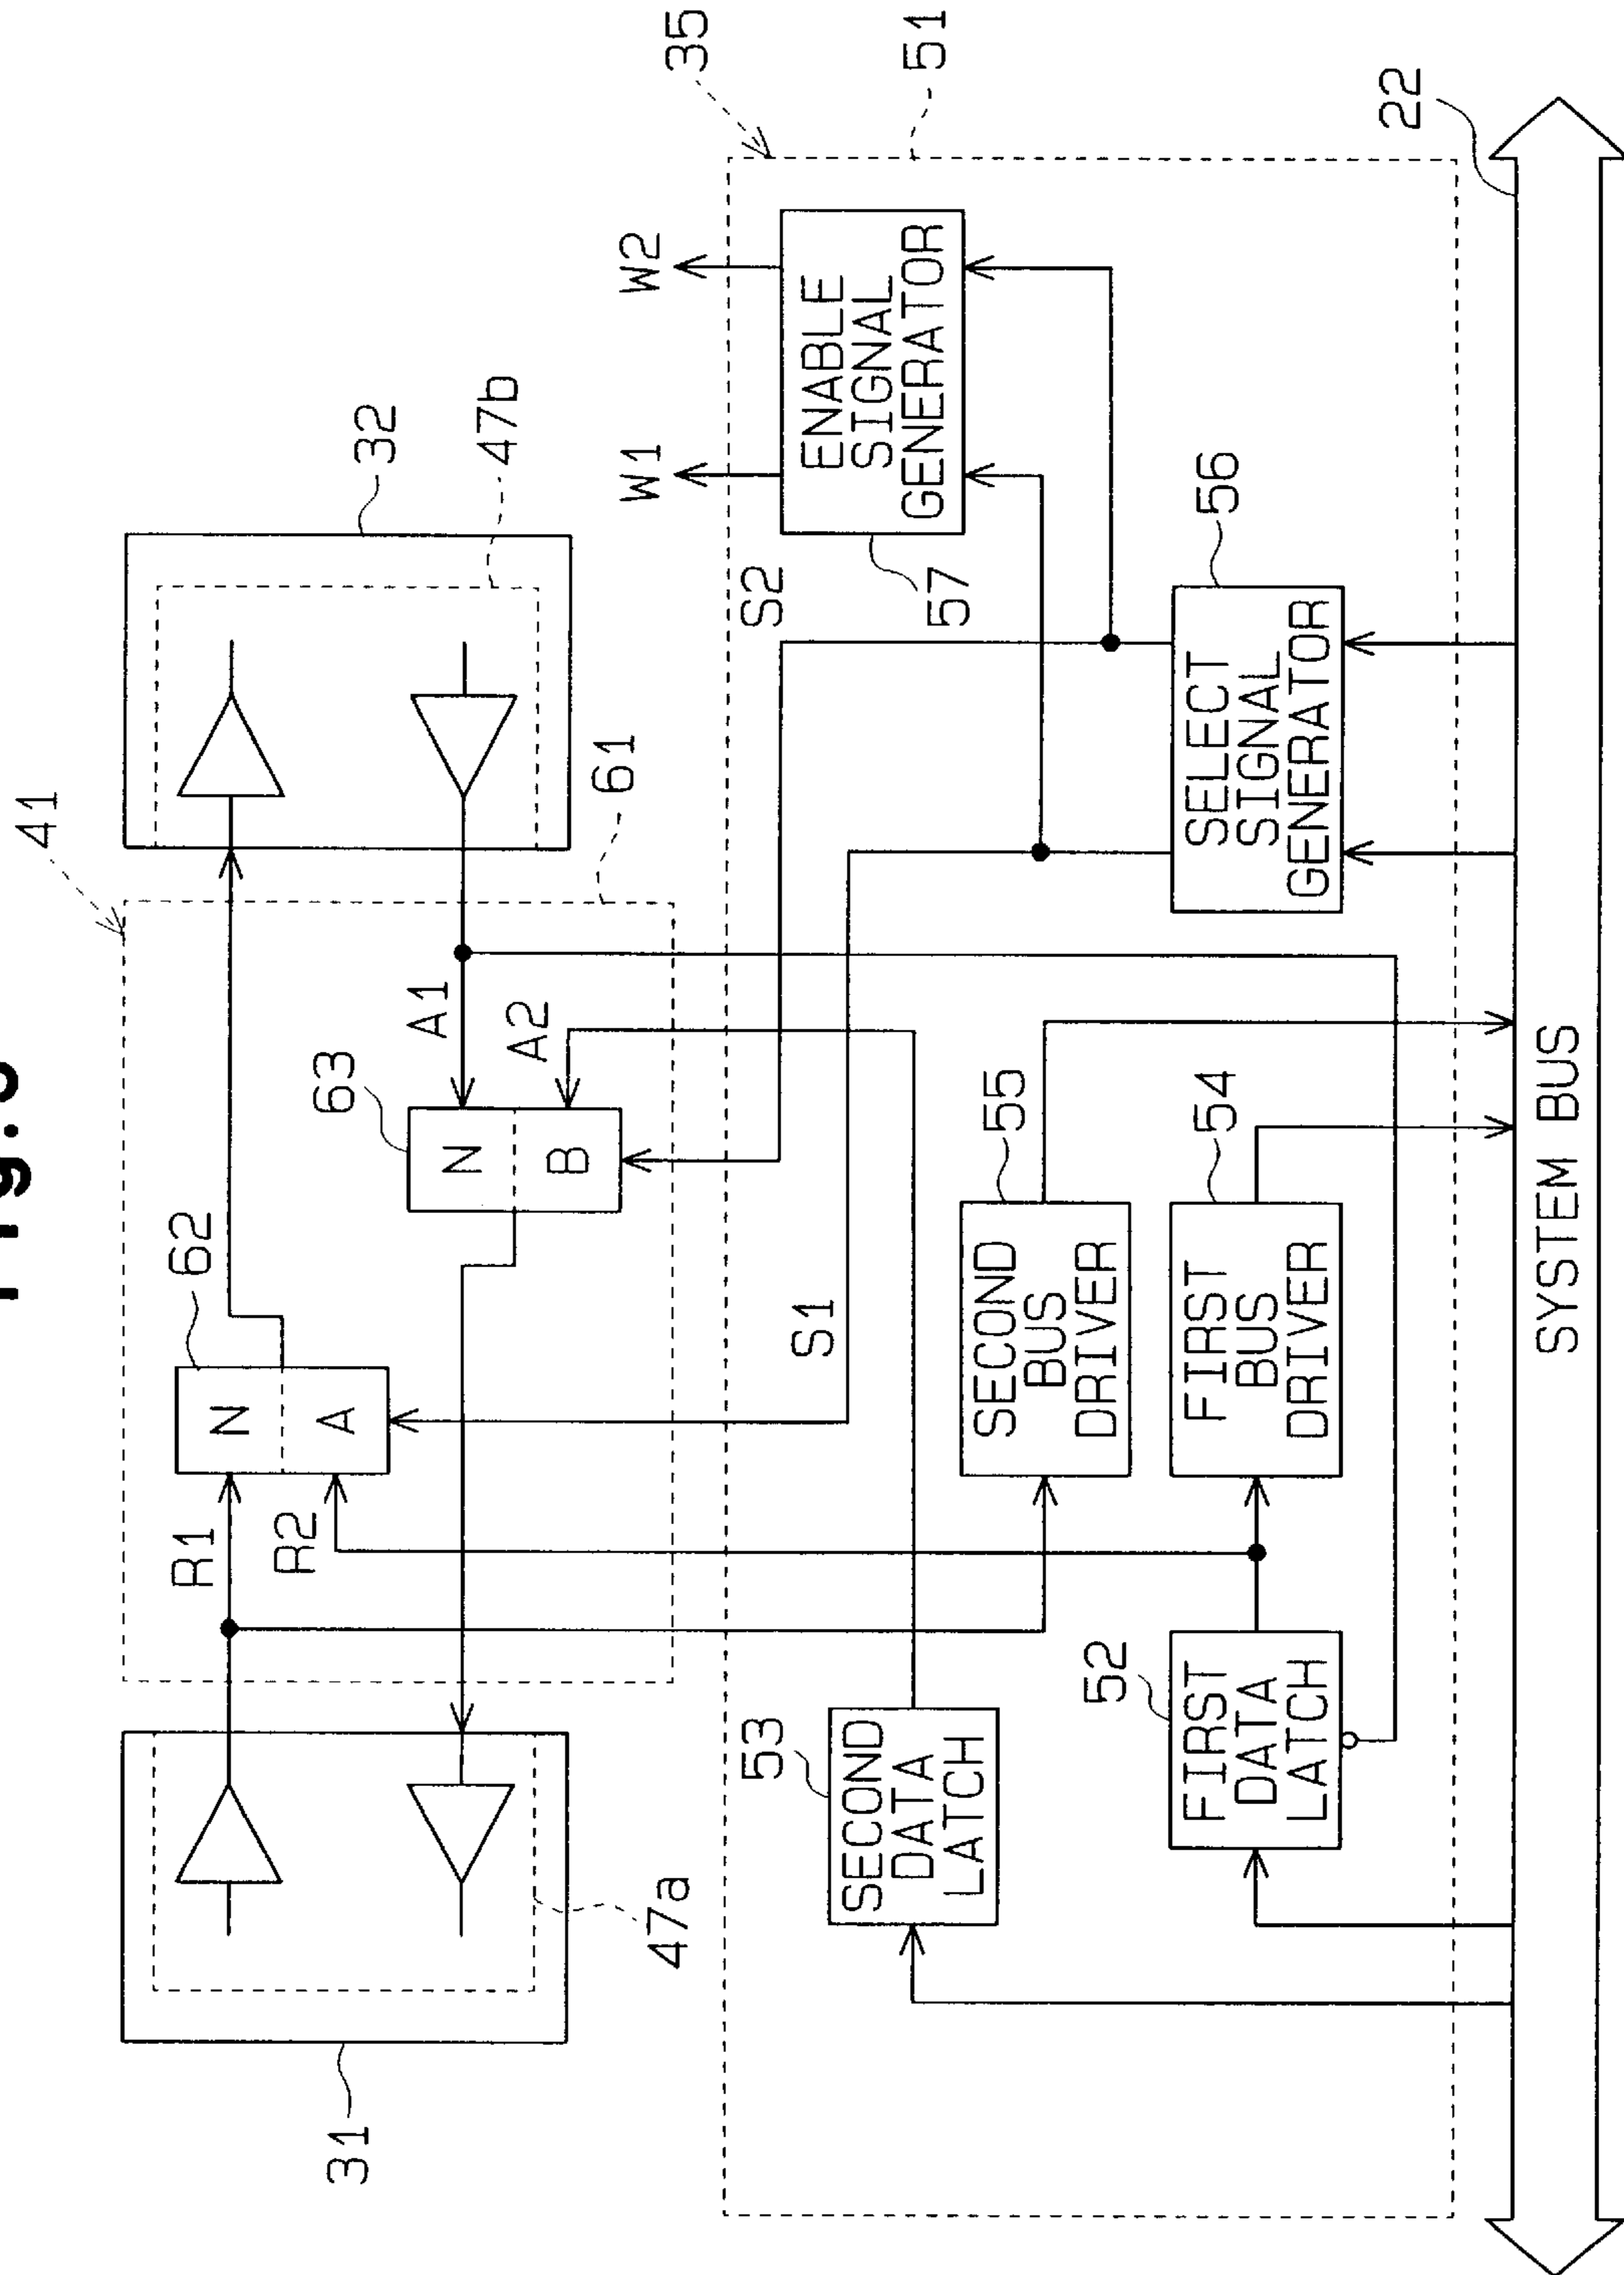 Fig.
41
R1
62
N
R2
A
31
63
32
A1
N
47b
A2
B
61
W1
W2
47a
35
53
S2
S1
ENABLE
SIGNAL
GENERATOR
SECOND
DATA
LATCH
51
57
SECOND
BUS
DRIVER
55
52
54
56
FIRST
DATA
LATCH
FIRST
BUS
DRIVER
SELECT
SIGNAL
GENERATOR
22
SYSTEM BUS